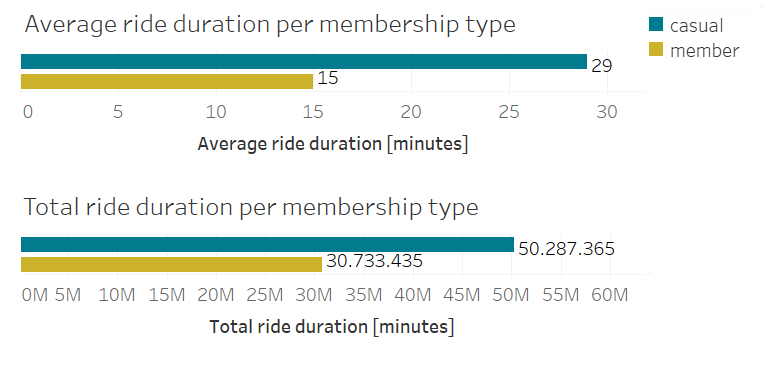 Average ride duration per membership type
casual
member
29
15
0 5 10 15 20 25 30
Average ride duration [minutes]
Total ride duration per membership type
50.287.365
30.733.435
0M 5M 10M 15M 20M 25M 30M 35M 40M 45M 50M 55M 60M
Total ride duration [minutes]